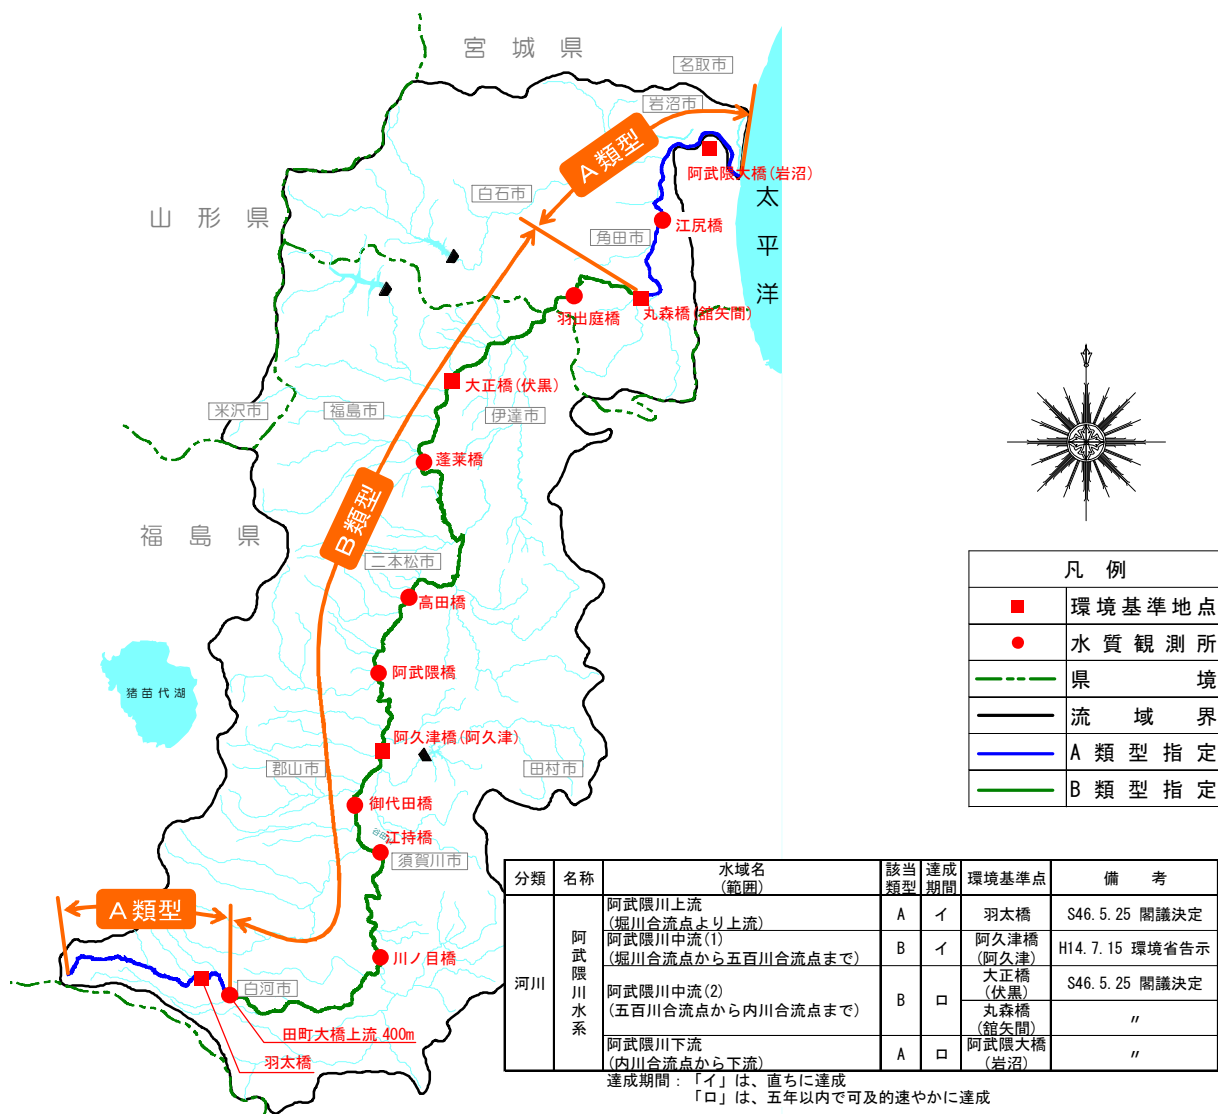 宮城県
名取市
岩沼市
A類型
阿武隈大橋(岩沼)
白石市
太平洋
山形県
江尻橋
角田市
羽出庭橋
丸森橋(舘矢間)
大正橋(伏黒)
米沢市
福島市
伊達市
蓬莱橋
B類型
福島県
二本松市
高田橋
阿武隈橋
猪苗代湖
阿久津橋(阿久津)
郡山市
田村市
御代田橋
江持橋
須賀川市
A類型
川ノ目橋
白河市
田町大橋上流400m
羽太橋
凡例
環境基準地点
水質観測所
県境
流域界
A類型指定
B類型指定
分類 名称 水域名(範囲) 該当類型 達成期間 環境基準点 備考
河川 阿武隈川水系
阿武隈川上流(堀川合流点より上流) A イ 羽太橋 S46.5.25 閣議決定
阿武隈川中流(1)(堀川合流点から五百川合流点まで) B イ 阿久津橋(阿久津) H14.7.15 環境省告示
阿武隈川中流(2)(五百川合流点から内川合流点まで) B ロ 大正橋(伏黒) S46.5.25 閣議決定
丸森橋(舘矢間) 〃
阿武隈川下流(内川合流点から下流) A ロ 阿武隈大橋(岩沼) 〃
達成期間：「イ」は、直ちに達成
「ロ」は、五年以内で可及的速やかに達成